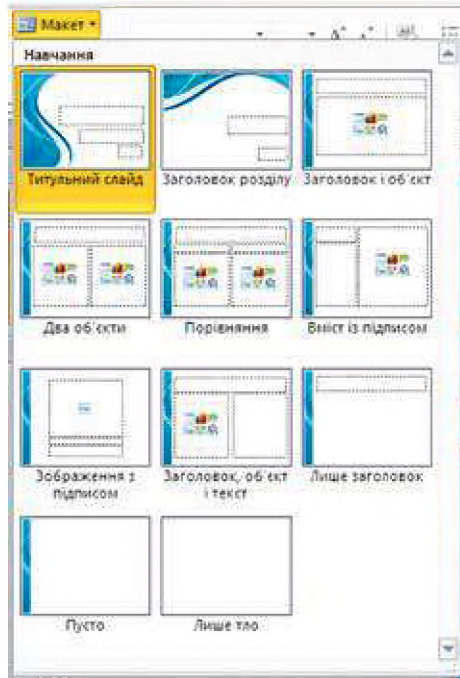 Макет
Навчання
Титульний слайд
Заголовок розділу
Заголовок і об'єкт
Два об'єкти
Порівняння
Вміст із підписом
Зображення з
підписом
Заголовок, об'єкт
і текст
Лише заголовок
Пусто
Лише тло